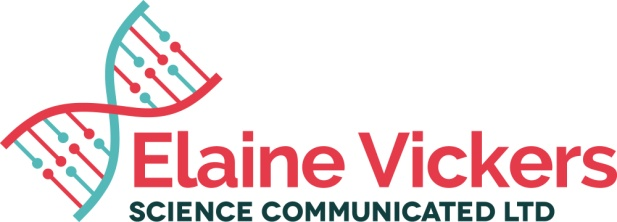 Elaine Vickers
SCIENCE COMMUNICATED LTD